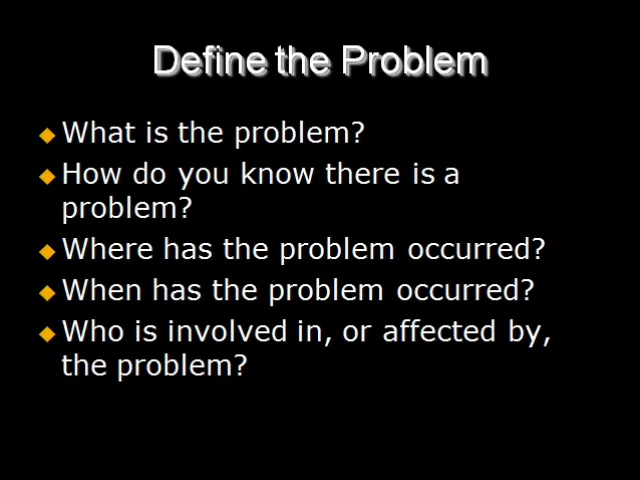 Define the Problem
What is the problem?
How do you know there is a
problem?
Where has the problem occurred?
When has the problem occurred?
Who is involved in, or affected by,
the problem?